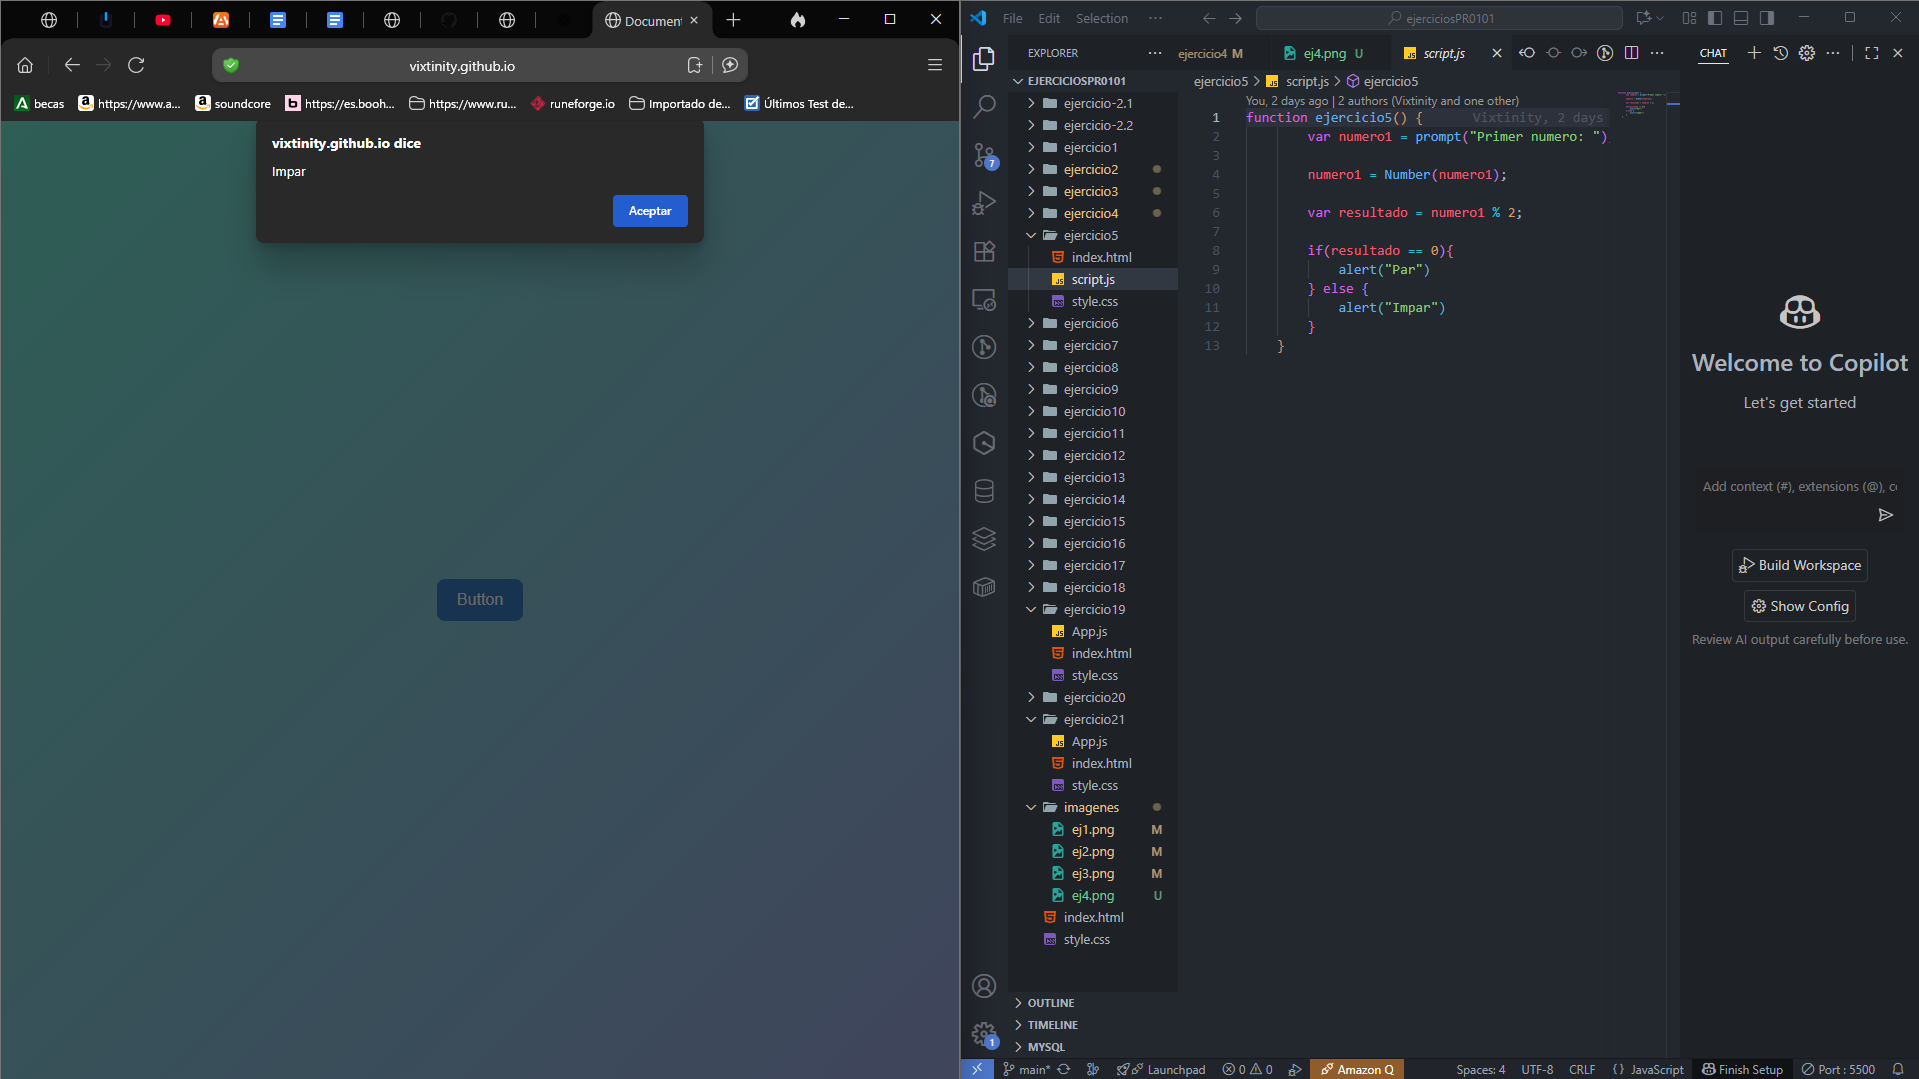 Document
vixtinity.github.io
becas
https://www.a...
soundcore
https://es.booh...
https://www.ru...
runeforge.io
Importado de...
Últimos Test de...
vixtinity.github.io dice
Impar
Aceptar
Button
File
Edit
Selection
ejerciciosPR0101
EXPLORER
EJERCICIOSPR0101
ejercicio-2.1
ejercicio-2.2
ejercicio1
ejercicio2
ejercicio3
ejercicio4
ejercicio5
index.html
script.js
style.css
ejercicio6
ejercicio7
ejercicio8
ejercicio9
ejercicio10
ejercicio11
ejercicio12
ejercicio13
ejercicio14
ejercicio15
ejercicio16
ejercicio17
ejercicio18
ejercicio19
App.js
index.html
style.css
ejercicio20
ejercicio21
App.js
index.html
style.css
imagenes
ej1.png M
ej2.png M
ej3.png M
ej4.png U
index.html
style.css
OUTLINE
TIMELINE
MYSQL
7
1
ejercicio4 M
ej4.png U
script.js
ejercicio5 > script.js > ejercicio5
You, 2 days ago | 2 authors (Vixtinity and one other)
1 function ejercicio5() { Vixtinity, 2 days
2 var numero1 = prompt("Primer numero: ")
3
4 numero1 = Number(numero1);
5
6 var resultado = numero1 % 2;
7
8 if(resultado == 0){
9 alert("Par")
10 } else {
11 alert("Impar")
12 }
13 }
CHAT
Welcome to Copilot
Let's get started
Add context (#), extensions (@), cc
Build Workspace
Show Config
Review AI output carefully before use.
main*
Launchpad
0 0
0
Amazon Q
Spaces: 4
UTF-8
CRLF
{ } JavaScript
Finish Setup
Port : 5500